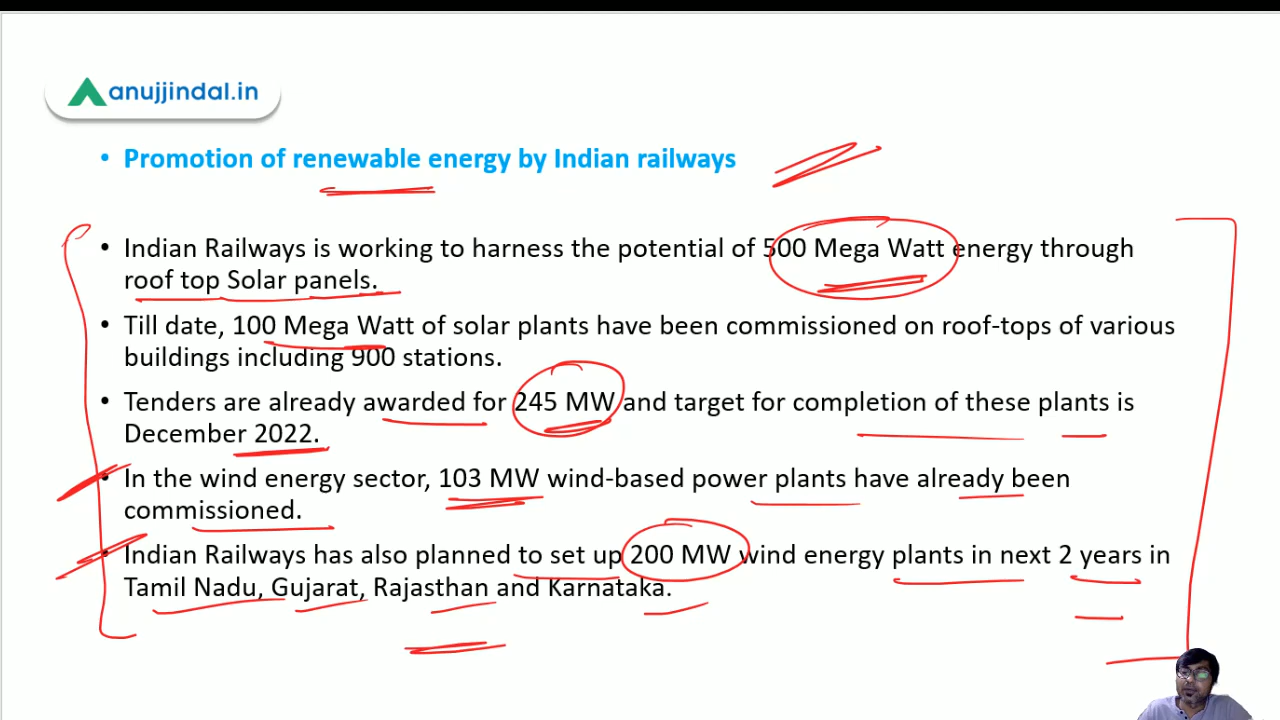 anujjindal.in
• Promotion of renewable energy by Indian railways
• Indian Railways is working to harness the potential of 500 Mega Watt energy through
roof top Solar panels.
• Till date, 100 Mega Watt of solar plants have been commissioned on roof-tops of various
buildings including 900 stations.
• Tenders are already awarded for 245 MW and target for completion of these plants is
December 2022.
• In the wind energy sector, 103 MW wind-based power plants have already been
commissioned.
• Indian Railways has also planned to set up 200 MW wind energy plants in next 2 years in
Tamil Nadu, Gujarat, Rajasthan and Karnataka.